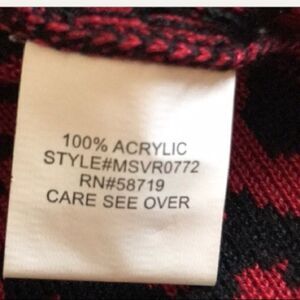 100% ACRYLIC
STYLE#MSVR0772
RN#58719
CARE SEE OVER